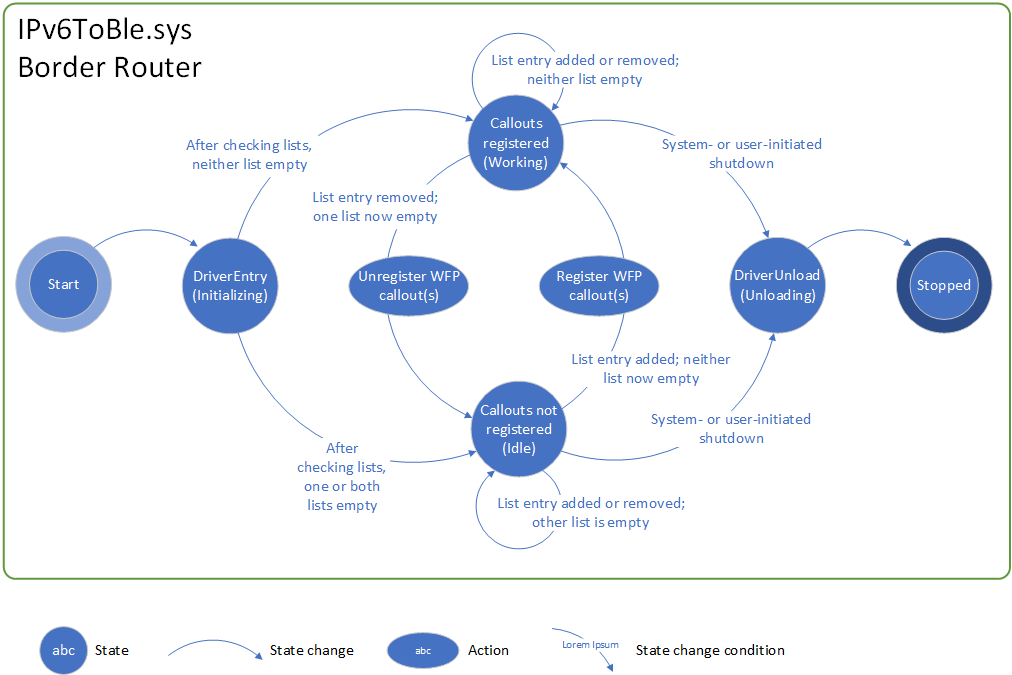 IPv6ToBle.sys
Border Router
List entry added or removed;
neither list empty
Callouts
registered
(Working)
After checking lists,
neither list empty
System- or user-initiated
shutdown
List entry removed;
one list now empty
Start
DriverEntry
(Initializing)
Unregister WFP
callout(s)
Register WFP
callout(s)
DriverUnload
(Unloading)
Stopped
List entry added; neither
list now empty
Callouts not
registered
(Idle)
System- or user-initiated
shutdown
After
checking lists,
one or both
lists empty
List entry added or removed;
other list is empty
abc
State
State change
abc
Action
Lorem Ipsum
State change condition